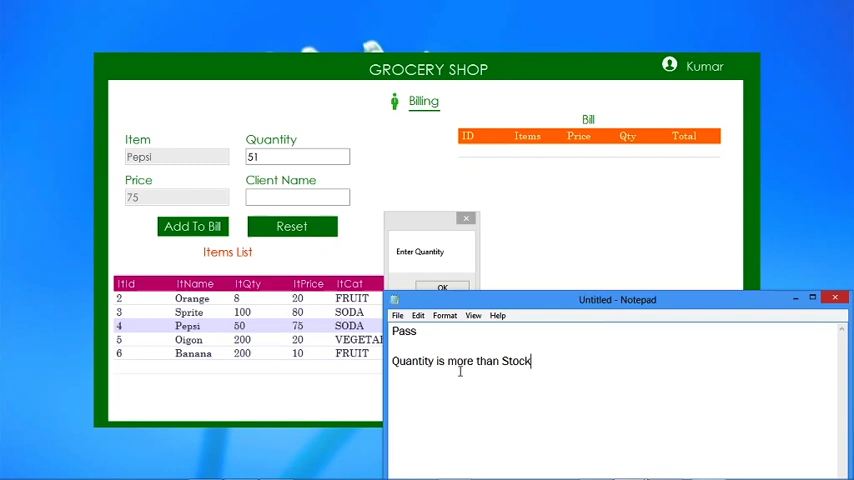 GROCERY SHOP
Kumar
Billing
Bill
Item
Quantity
ID Items Price Qty Total
Pepsi
51
Price
Client Name
75
Add To Bill
Reset
Items List
Enter Quantity
OK
ItId ItName ItQty ItPrice ItCat
2 Orange 8 20 FRUIT
3 Sprite 100 80 SODA
4 Pepsi 50 75 SODA
5 Oigon 200 20 VEGETA
6 Banana 200 10 FRUIT
Untitled - Notepad
File Edit Format View Help
Pass
Quantity is more than Stock